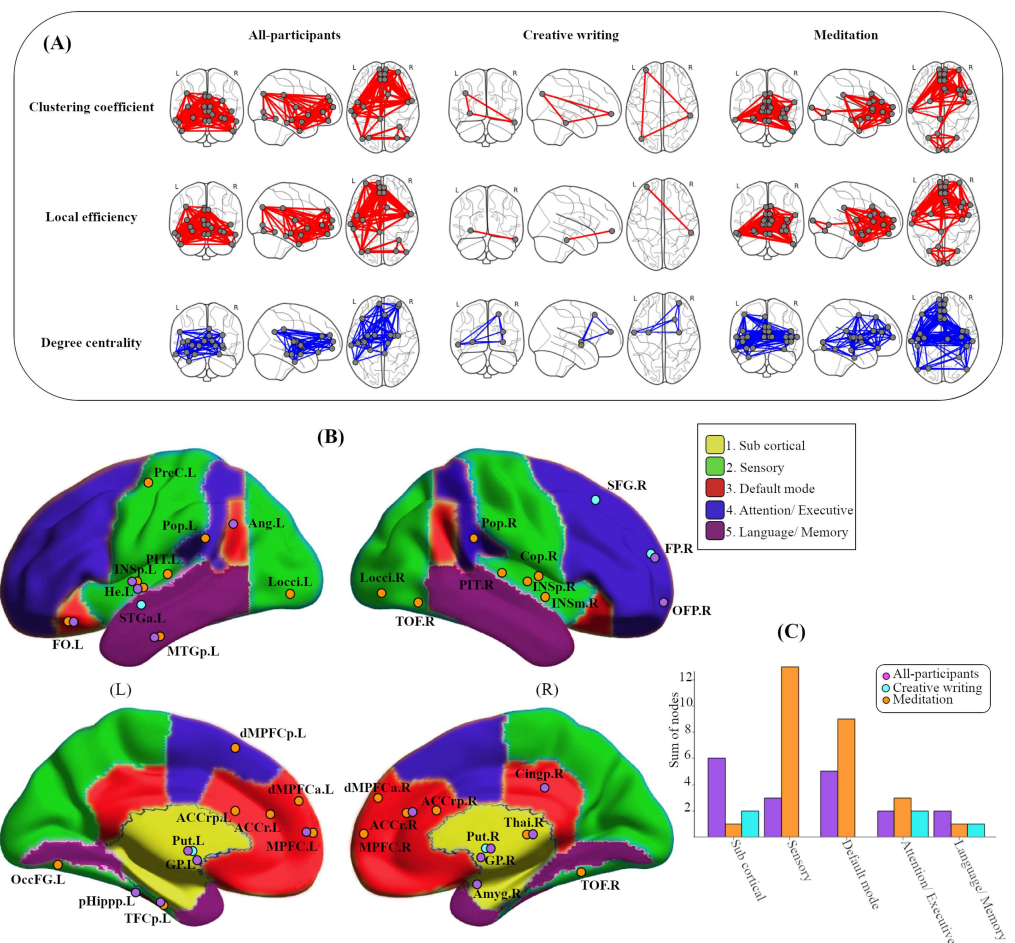 (A)
All-participants
Creative writing
Meditation
L R L R L R
Clustering coefficient
L R L R L R
Local efficiency
L R L R L R
Degree centrality
(B)
1. Sub cortical
2. Sensory
3. Default mode
4. Attention/ Executive
5. Language/ Memory
PreC.L
Pop.L
Ang.L
PIT.L
INSp.L
He.L
Locci.L
STGa.L
FO.L
MTGp.L
SFG.R
Pop.R
FP.R
Cop.R
Locci.R
PIT.R
INSp.R
INSm.R
OFP.R
TOF.R
(L)
(R)
dMPFCp.L
dMPFCa.L
ACCrp.L
ACCr.L
MPFC.L
Put.L
GP.L
OccFG.L
pHippp.L
TFCp.L
Cingp.R
dMPFCa.R
ACCrp.R
ACCr.R
MPFC.R
Thai.R
Put.R
GP.R
Amyg.R
TOF.R
(C)
All-participants
Creative writing
Meditation
Sum of nodes
12
10
8
6
4
2
Sub cortical
Sensory
Default mode
Attention/ Executive
Language/ Memory